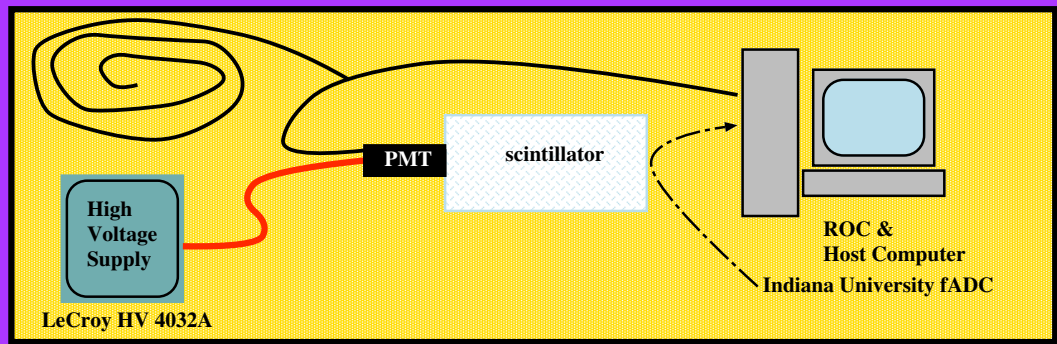 PMT
scintillator
High
Voltage
Supply
LeCroy HV 4032A
ROC &
Host Computer
Indiana University fADC